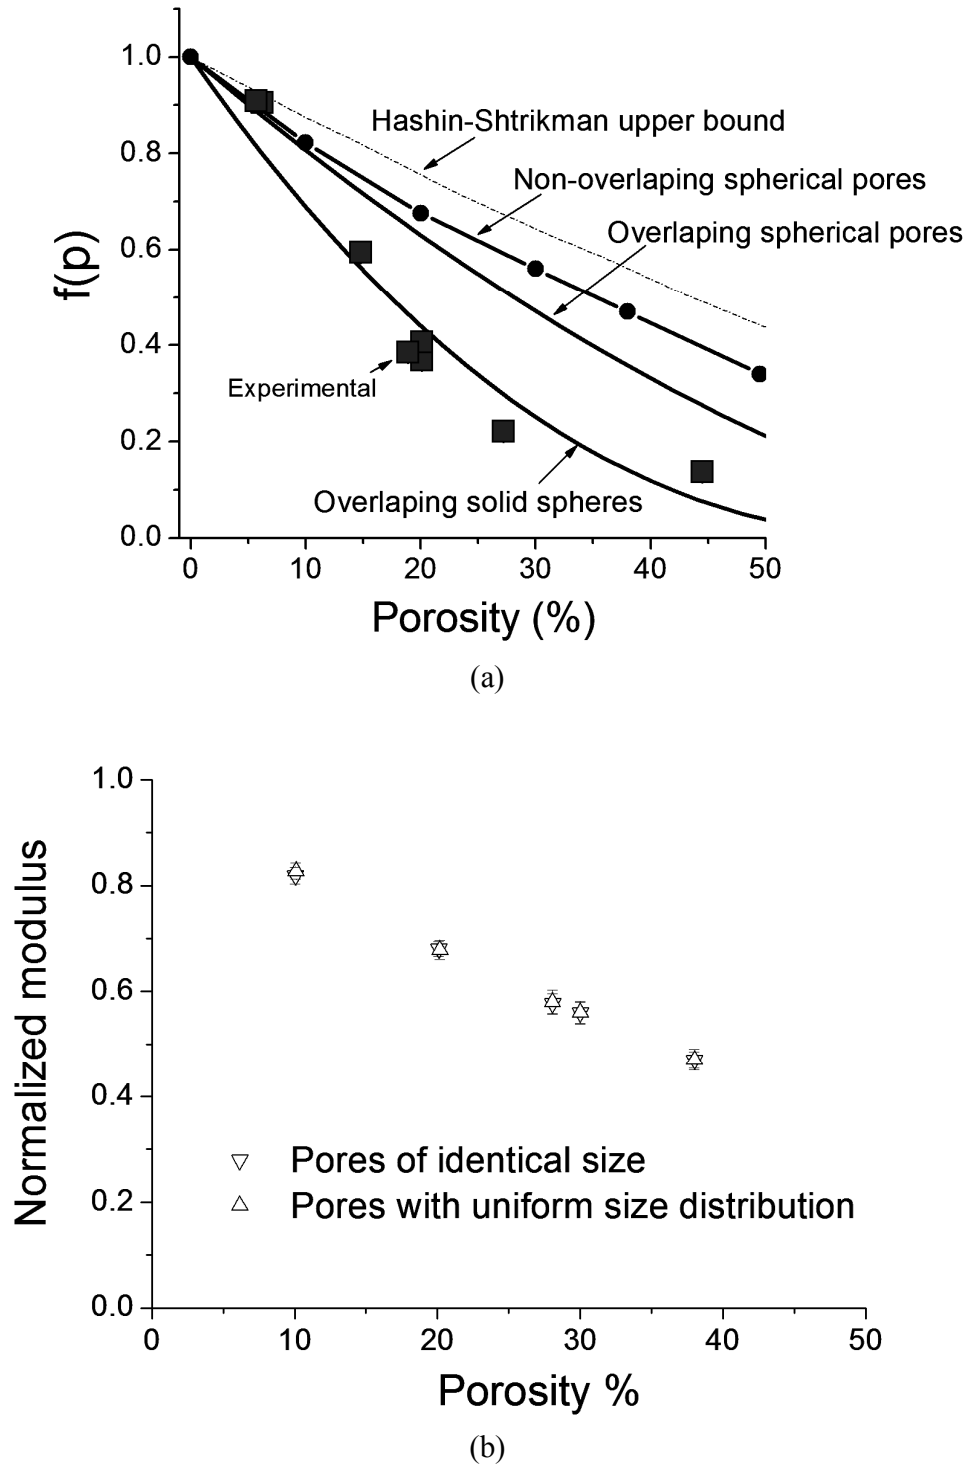 1.0
0.8
0.6
0.4
0.2
0.0
f(p)
Hashin-Shtrikman upper bound
Non-overlaping spherical pores
Overlaping spherical pores
Experimental
Overlaping solid spheres
0 10 20 30 40 50
Porosity (%)
(a)
1.0
0.8
0.6
0.4
0.2
0.0
Normalized modulus
Pores of identical size
Pores with uniform size distribution
0 10 20 30 40 50
Porosity %
(b)